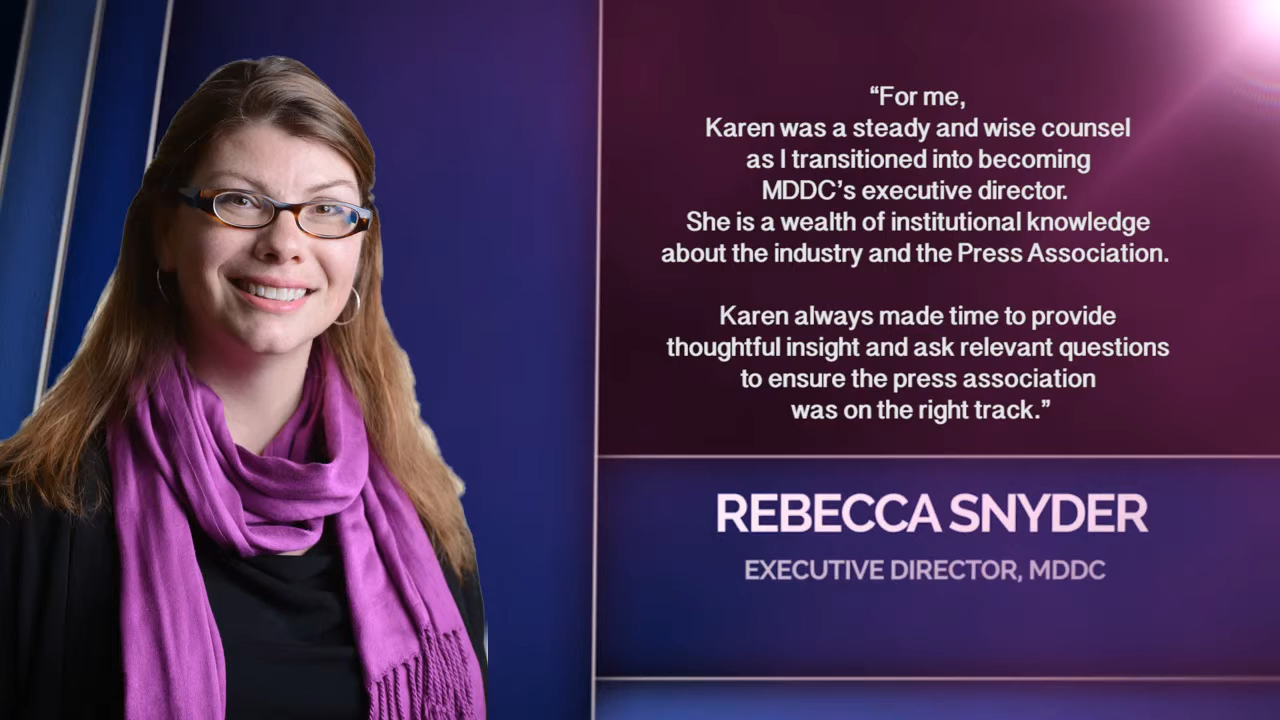 “For me,
Karen was a steady and wise counsel
as I transitioned into becoming
MDDC’s executive director.
She is a wealth of institutional knowledge
about the industry and the Press Association.
Karen always made time to provide
thoughtful insight and ask relevant questions
to ensure the press association
was on the right track.”
REBECCA SNYDER
EXECUTIVE DIRECTOR, MDDC